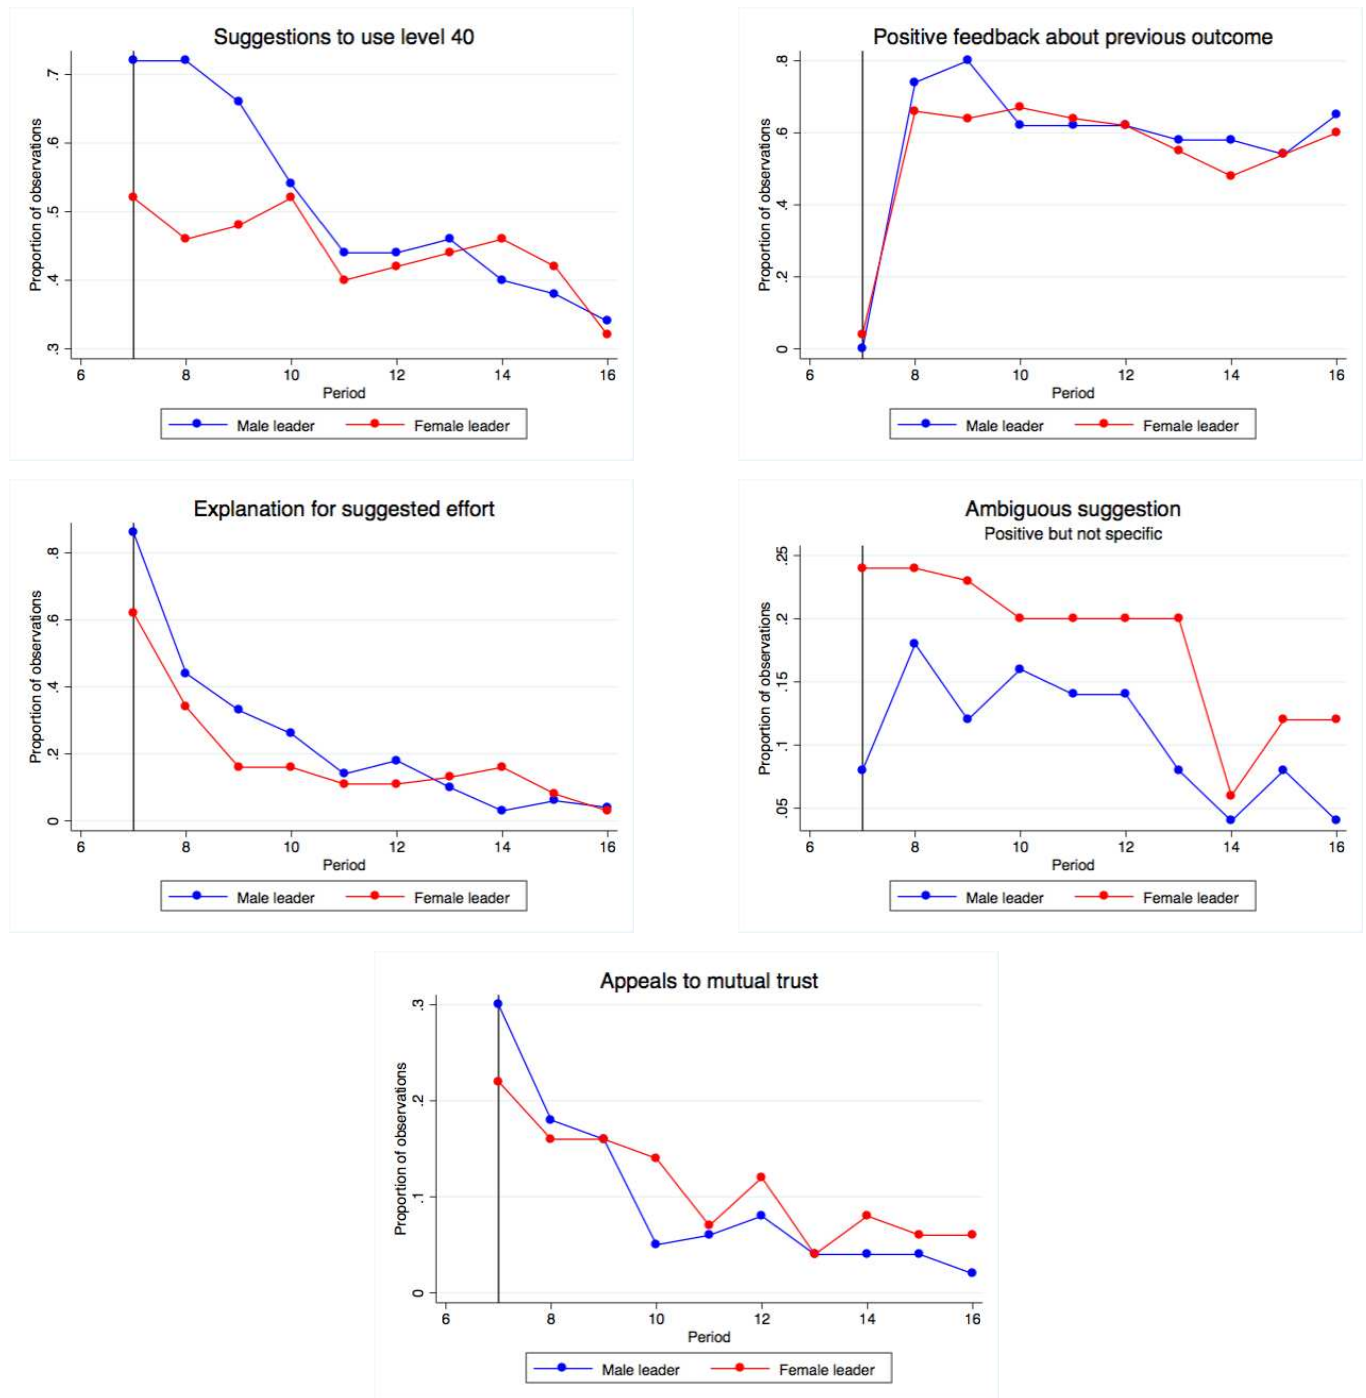 Suggestions to use level 40
Proportion of observations
.7
.6
.5
.4
.3
6 8 10 12 14 16
Period
Male leader Female leader
Positive feedback about previous outcome
Proportion of observations
.8
.6
.4
.2
0
6 8 10 12 14 16
Period
Male leader Female leader
Explanation for suggested effort
Proportion of observations
.8
.6
.4
.2
0
6 8 10 12 14 16
Period
Male leader Female leader
Ambiguous suggestion
Positive but not specific
Proportion of observations
.25
.2
.15
.1
.05
6 8 10 12 14 16
Period
Male leader Female leader
Appeals to mutual trust
Proportion of observations
.3
.2
.1
0
6 8 10 12 14 16
Period
Male leader Female leader